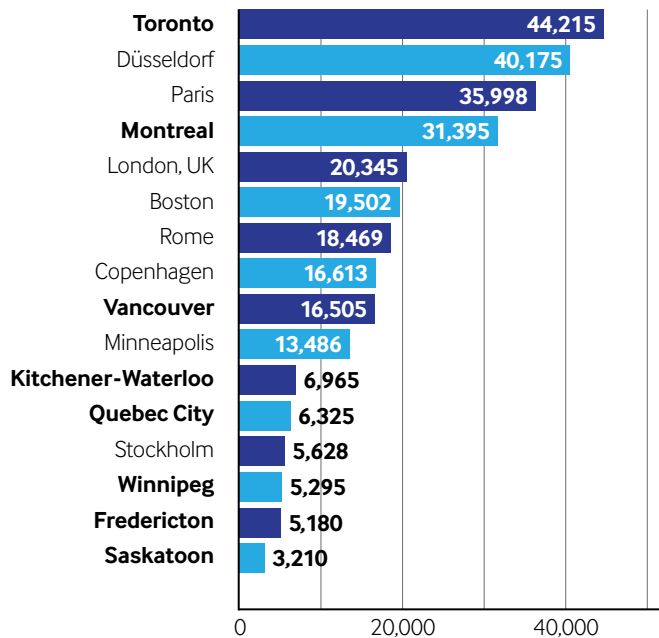 Toronto 44,215
Düsseldorf 40,175
Paris 35,998
Montreal 31,395
London, UK 20,345
Boston 19,502
Rome 18,469
Copenhagen 16,613
Vancouver 16,505
Minneapolis 13,486
Kitchener-Waterloo 6,965
Quebec City 6,325
Stockholm 5,628
Winnipeg 5,295
Fredericton 5,180
Saskatoon 3,210
0 20,000 40,000